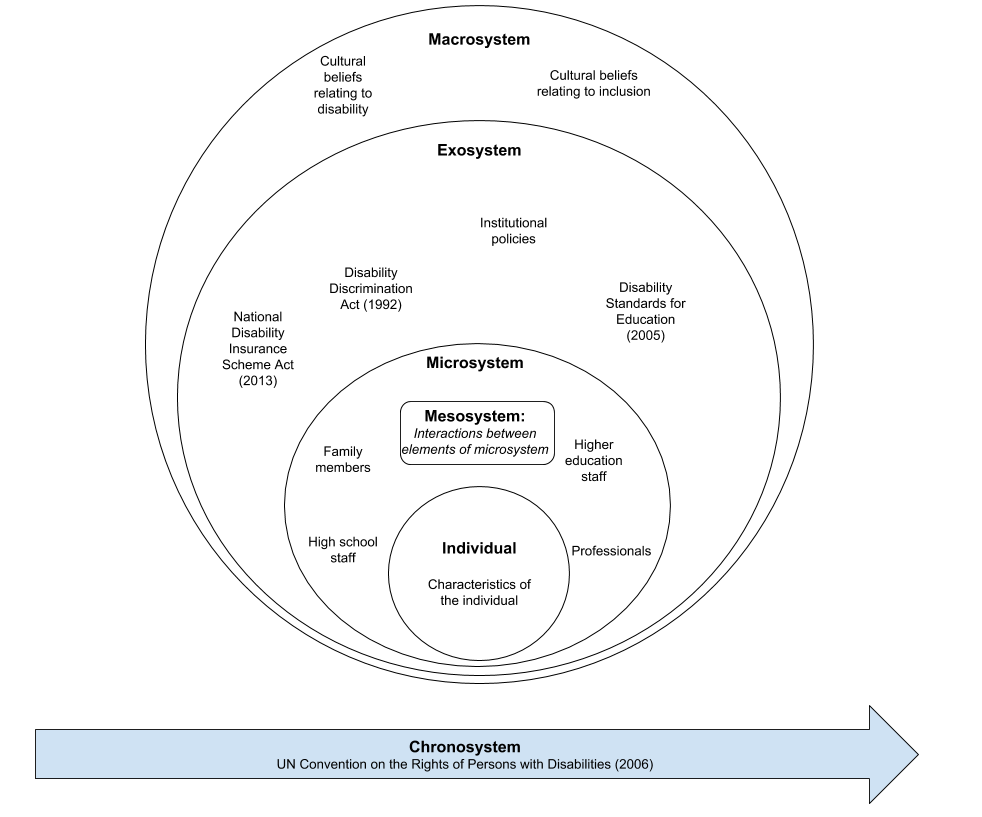 Macrosystem
Cultural
beliefs
relating to
disability
Cultural beliefs
relating to inclusion
Exosystem
Institutional
policies
Disability
Discrimination
Act (1992)
Disability
Standards for
Education
(2005)
National
Disability
Insurance
Scheme Act
(2013)
Microsystem
Mesosystem:
Interactions between
elements of microsystem
Family
members
Higher
education
staff
High school
staff
Individual
Characteristics of
the individual
Professionals
Chronosystem
UN Convention on the Rights of Persons with Disabilities (2006)